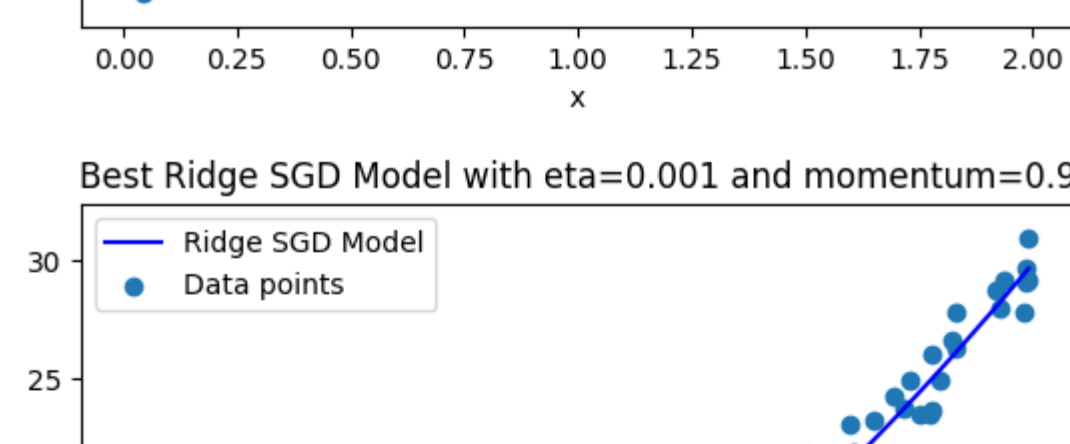 0.00 0.25 0.50 0.75 1.00 1.25 1.50 1.75 2.00
x
Best Ridge SGD Model with eta=0.001 and momentum=0.9
Ridge SGD Model
30
Data points
25